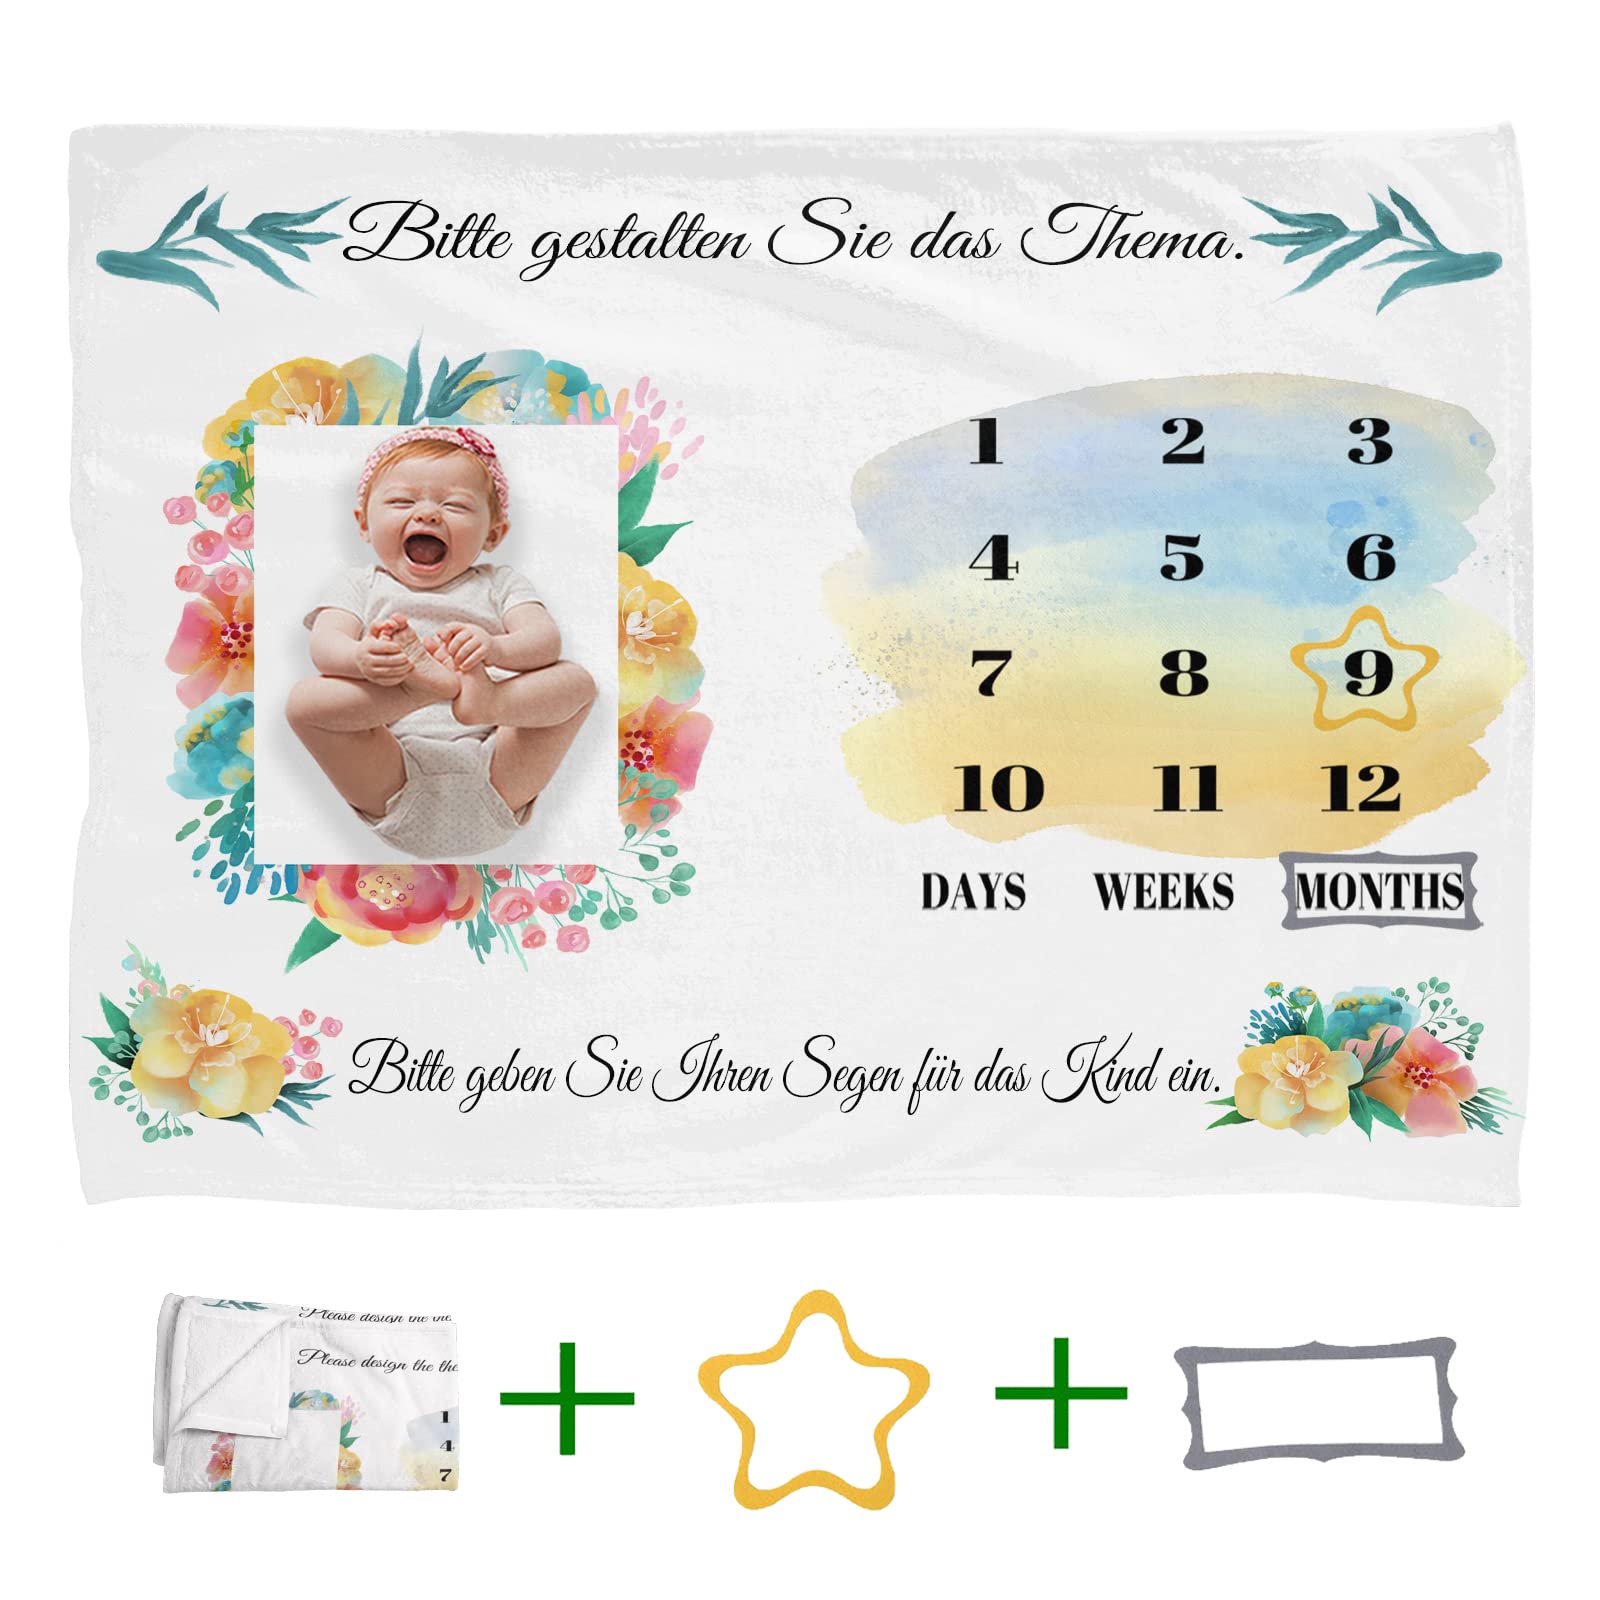 Bitte gestalten Sie das Thema.
1 2 3
4 5 6
7 8 9
10 11 12
DAYS WEEKS MONTHS
Bitte geben Sie Ihren Segen für das Kind ein.
Please design the
Please design the
1
4
7